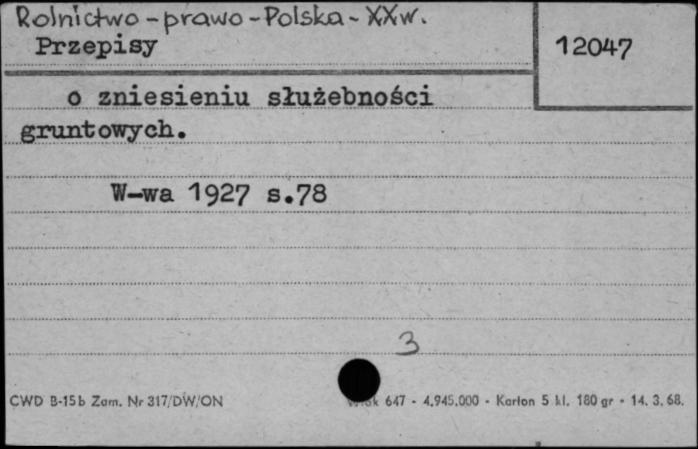 Rolnictwo - prawo - Polska - XXw.
Przepisy
12047
o zniesieniu służebności
gruntowych.
W-wa 1927 s.78
3
CWD B-15b Zam. Nr 317/DW/ON
647 - 4.945.000 - Karton 5 kl. 180 gr - 14. 3. 68.